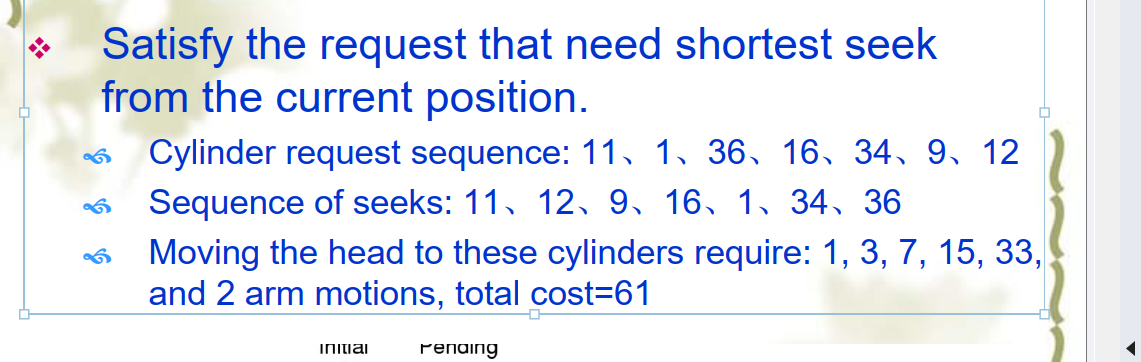 Satisfy the request that need shortest seek
from the current position.
Cylinder request sequence: 11、1、36、16、34、9、12
Sequence of seeks: 11、12、9、16、1、34、36
Moving the head to these cylinders require: 1, 3, 7, 15, 33,
and 2 arm motions, total cost=61
Initial Pending